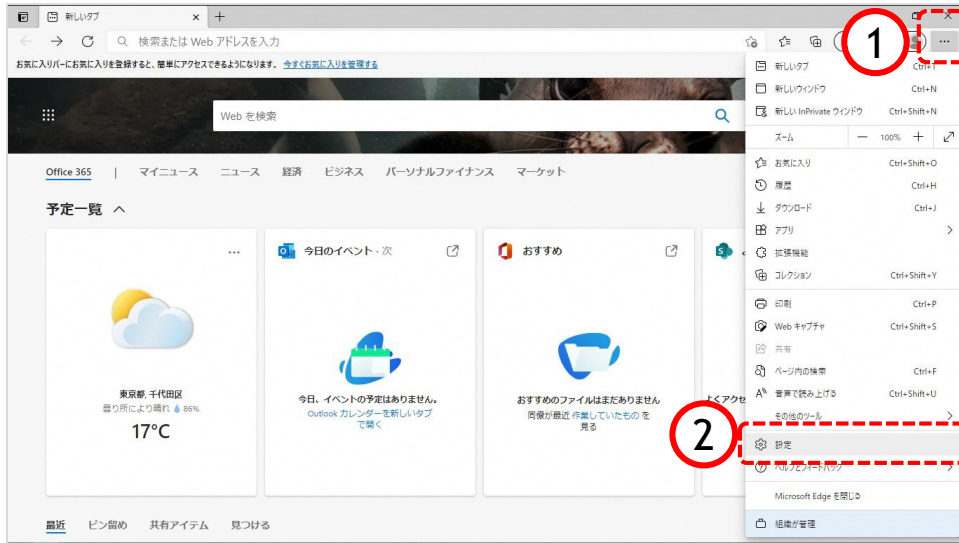 新しいタブ
検索または Web アドレスを入力
1
お気に入りバーにお気に入りを登録すると、簡単にアクセスできるようになります。 今すぐお気に入りを管理する
Web を検索
Office 365 | マイニュース ニュース 経済 ビジネス パーソナルファイナンス マーケット
予定一覧
東京都, 千代田区
曇り所により晴れ 86%
17°C
今日のイベント · 次
今日、イベントの予定はありません。
Outlook カレンダーを新しいタブ
で開く
おすすめ
おすすめのファイルはまだありません
同僚が最近 作業していたもの を
見る
よくアクセ
最近 ピン留め 共有アイテム 見つける
新しいタブ Ctrl+T
新しいウィンドウ Ctrl+N
新しい InPrivate ウィンドウ Ctrl+Shift+N
ズーム 100%
お気に入り Ctrl+Shift+O
履歴 Ctrl+H
ダウンロード Ctrl+J
アプリ
拡張機能
コレクション Ctrl+Shift+Y
印刷 Ctrl+P
Web キャプチャ Ctrl+Shift+S
共有
ページ内の検索 Ctrl+F
音声で読み上げる Ctrl+Shift+U
その他のツール
2
設定
ヘルプとフィードバック
Microsoft Edge を閉じる
組織が管理